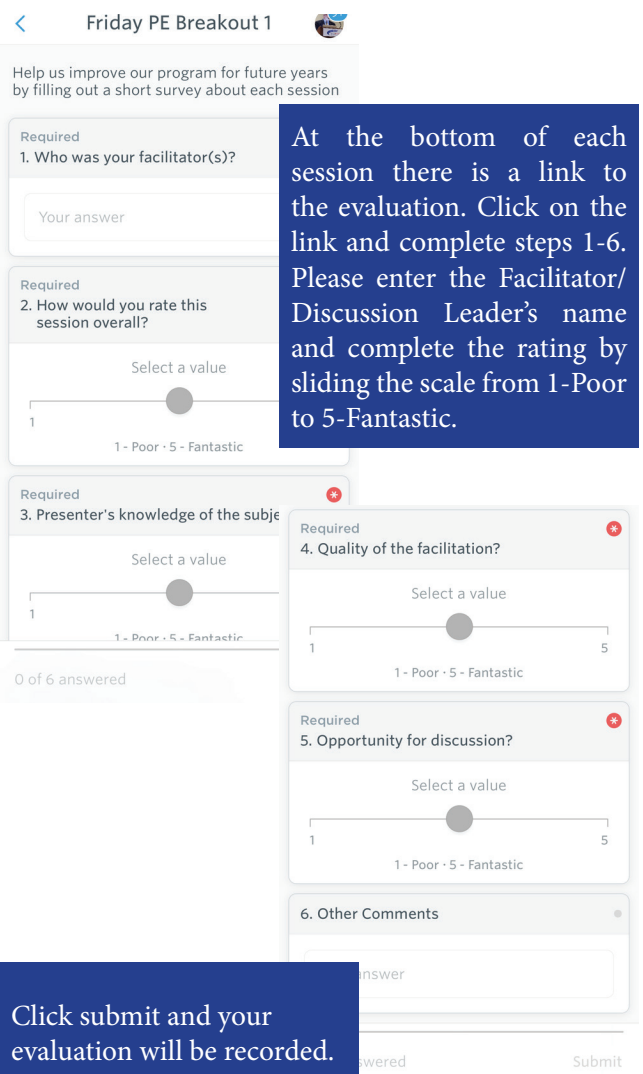 Friday PE Breakout 1
Help us improve our program for future years
by filling out a short survey about each session
Required
1. Who was your facilitator(s)?
Your answer
Required
2. How would you rate this
session overall?
Select a value
1
1 - Poor · 5 - Fantastic
Required
3. Presenter's knowledge of the subje
Select a value
1
1 - Poor · 5 - Fantastic
0 of 6 answered
At the bottom of each
session there is a link to
the evaluation. Click on the
link and complete steps 1-6.
Please enter the Facilitator/
Discussion Leader's name
and complete the rating by
sliding the scale from 1-Poor
to 5-Fantastic.
Required
4. Quality of the facilitation?
Select a value
1 5
1 - Poor · 5 - Fantastic
Required
5. Opportunity for discussion?
Select a value
1 5
1 - Poor · 5 - Fantastic
6. Other Comments
answer
swered Submit
Click submit and your
evaluation will be recorded.